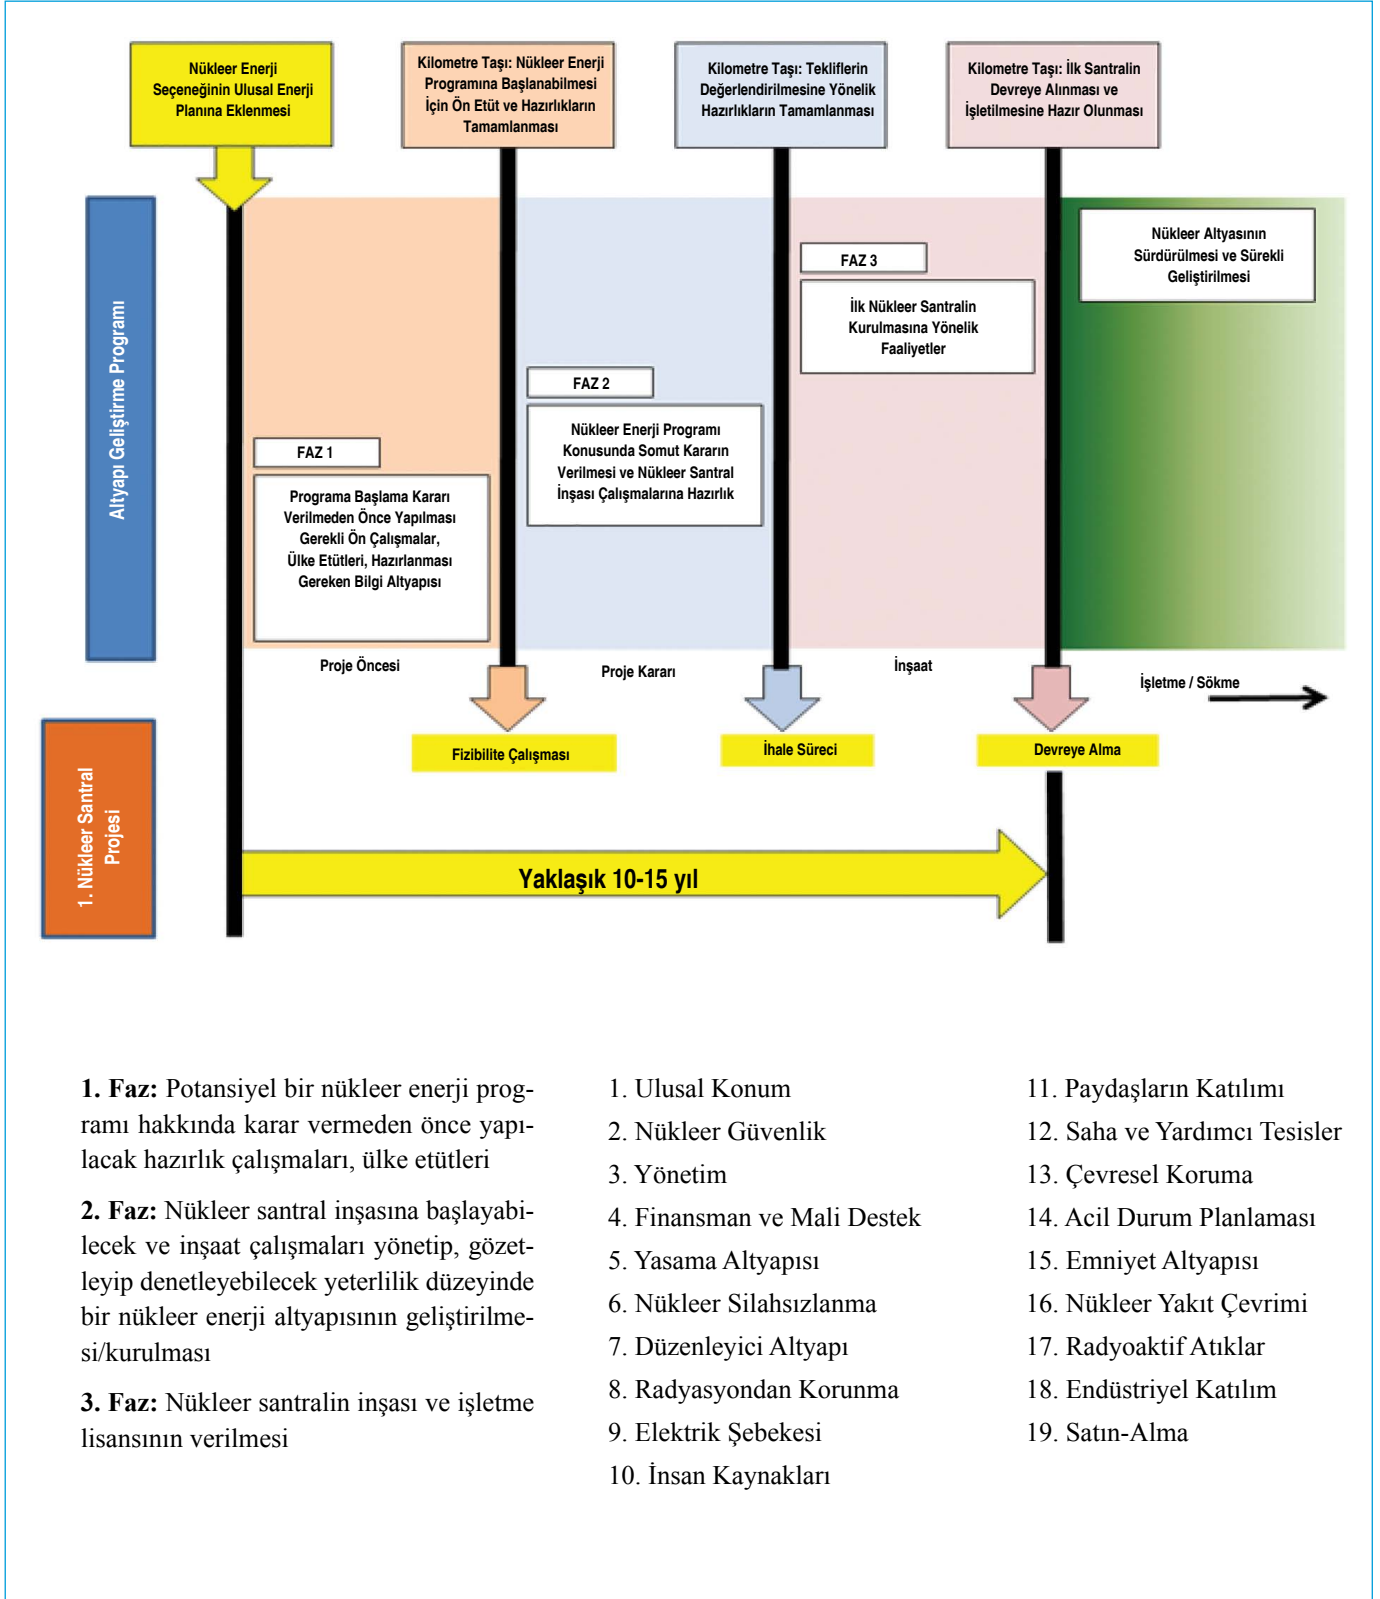 Nükleer Enerji
Seçeneğinin Ulusal Enerji
Planına Eklenmesi
Kilometre Taşı: Nükleer Enerji
Programına Başlanabilmesi
İçin Ön Etüt ve Hazırlıkların
Tamamlanması
Kilometre Taşı: Tekliflerin
Değerlendirilmesine Yönelik
Hazırlıkların Tamamlanması
Kilometre Taşı: İlk Santralin
Devreye Alınması ve
İşletilmesine Hazır Olunması
Altyapı Geliştirme Programı
FAZ 1
Programa Başlama Kararı
Verilmeden Önce Yapılması
Gerekli Ön Çalışmalar,
Ülke Etütleri, Hazırlanması
Gereken Bilgi Altyapısı
FAZ 2
Nükleer Enerji Programı
Konusunda Somut Kararın
Verilmesi ve Nükleer Santral
İnşası Çalışmalarına Hazırlık
FAZ 3
İlk Nükleer Santralin
Kurulmasına Yönelik
Faaliyetler
Nükleer Altyasının
Sürdürülmesi ve Sürekli
Geliştirilmesi
Proje Öncesi
Proje Kararı
İnşaat
İşletme / Sökme
Fizibilite Çalışması
İhale Süreci
Devreye Alma
1. Nükleer Santral
Projesi
Yaklaşık 10-15 yıl
1. Faz: Potansiyel bir nükleer enerji prog-
ramı hakkında karar vermeden önce yapı-
lacak hazırlık çalışmaları, ülke etütleri
2. Faz: Nükleer santral inşasına başlayabi-
lecek ve inşaat çalışmaları yönetip, gözet-
leyip denetleyebilecek yeterlilik düzeyinde
bir nükleer enerji altyapısının geliştirilme-
si/kurulması
3. Faz: Nükleer santralin inşası ve işletme
lisansının verilmesi
1. Ulusal Konum
2. Nükleer Güvenlik
3. Yönetim
4. Finansman ve Mali Destek
5. Yasama Altyapısı
6. Nükleer Silahsızlanma
7. Düzenleyici Altyapı
8. Radyasyondan Korunma
9. Elektrik Şebekesi
10. İnsan Kaynakları
11. Paydaşların Katılımı
12. Saha ve Yardımcı Tesisler
13. Çevresel Koruma
14. Acil Durum Planlaması
15. Emniyet Altyapısı
16. Nükleer Yakıt Çevrimi
17. Radyoaktif Atıklar
18. Endüstriyel Katılım
19. Satın-Alma